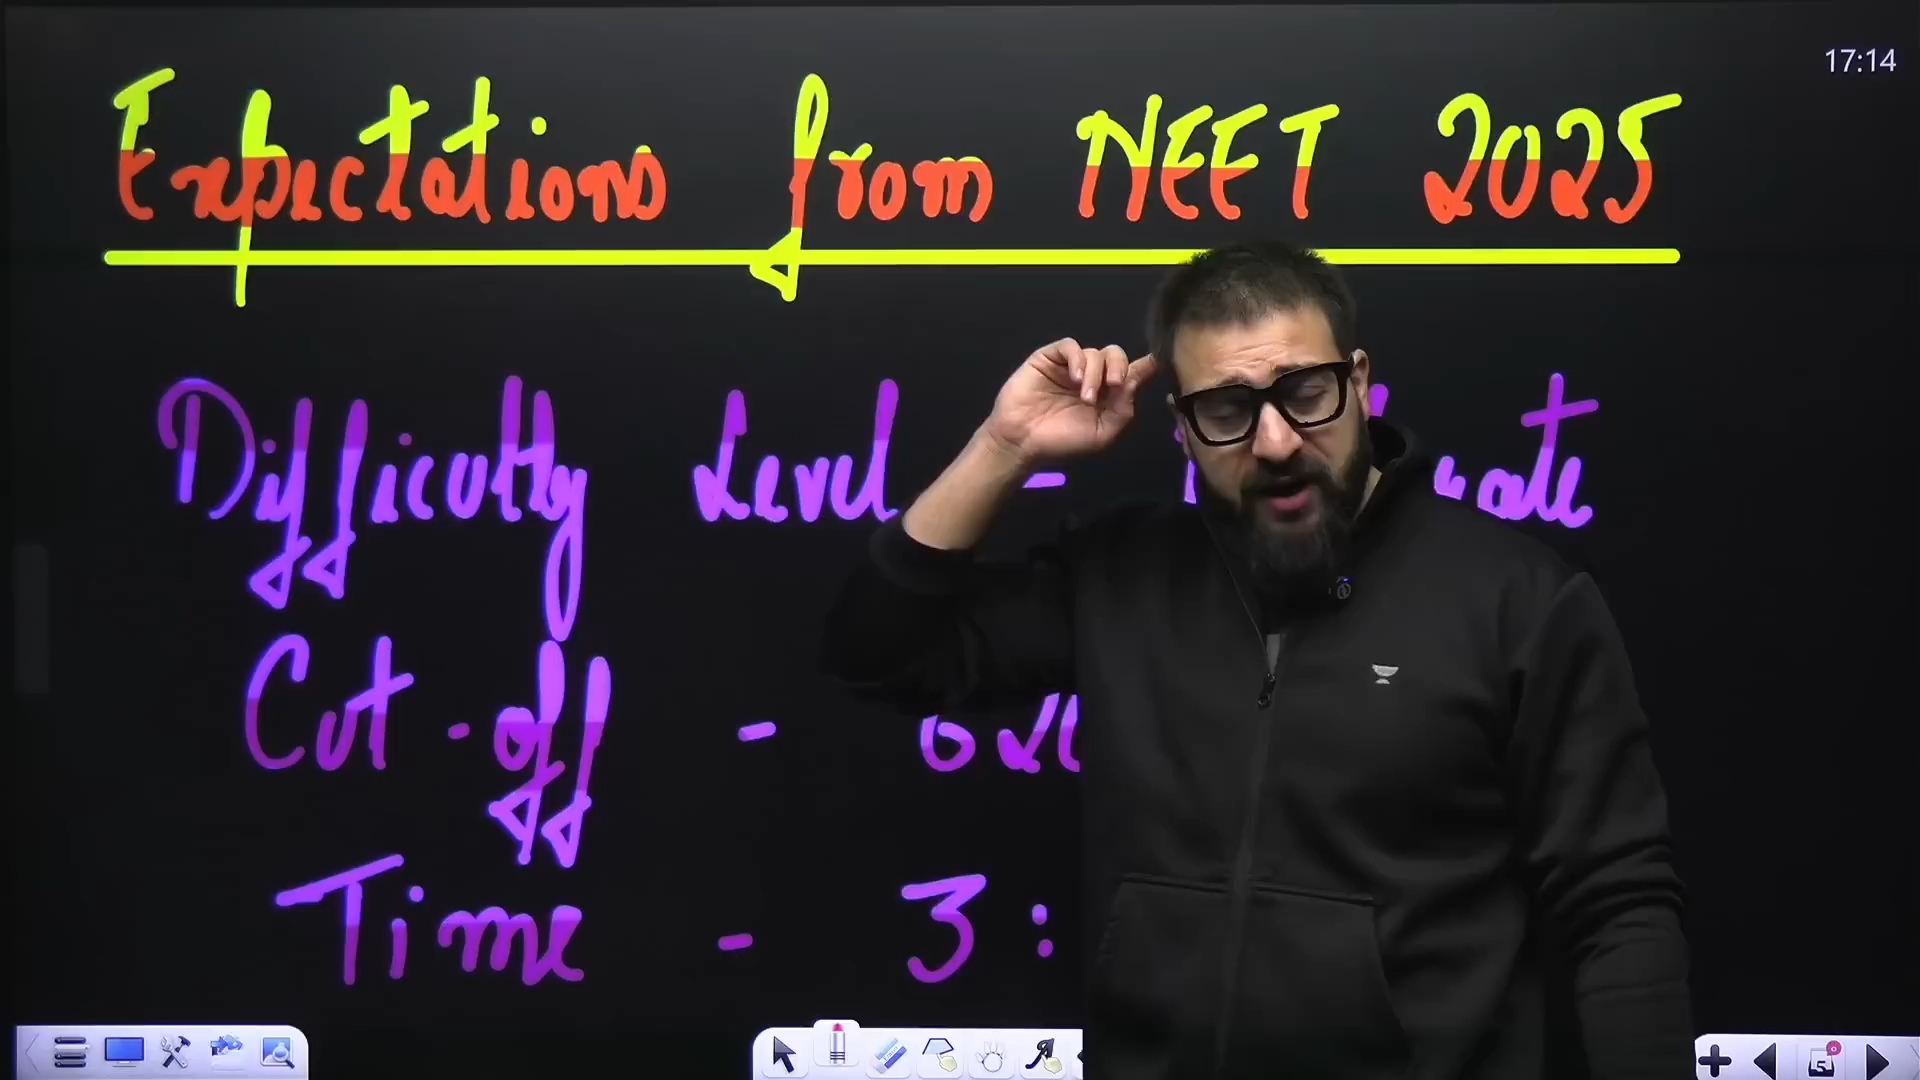 17:14
Expectations from NEET 2025
Difficulty Level -
Cut-off -
Time - 3: